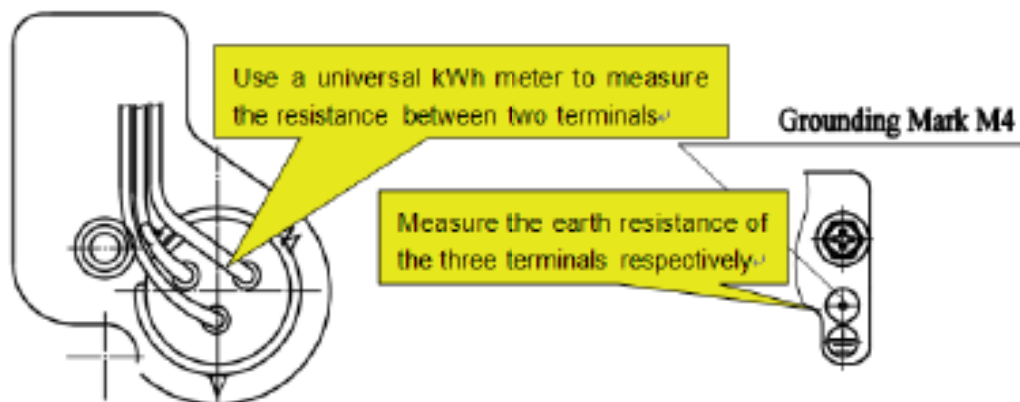 Use a universal kWh meter to measure
the resistance between two terminals↵
Grounding Mark M4
Measure the earth resistance of
the three terminals respectively↵